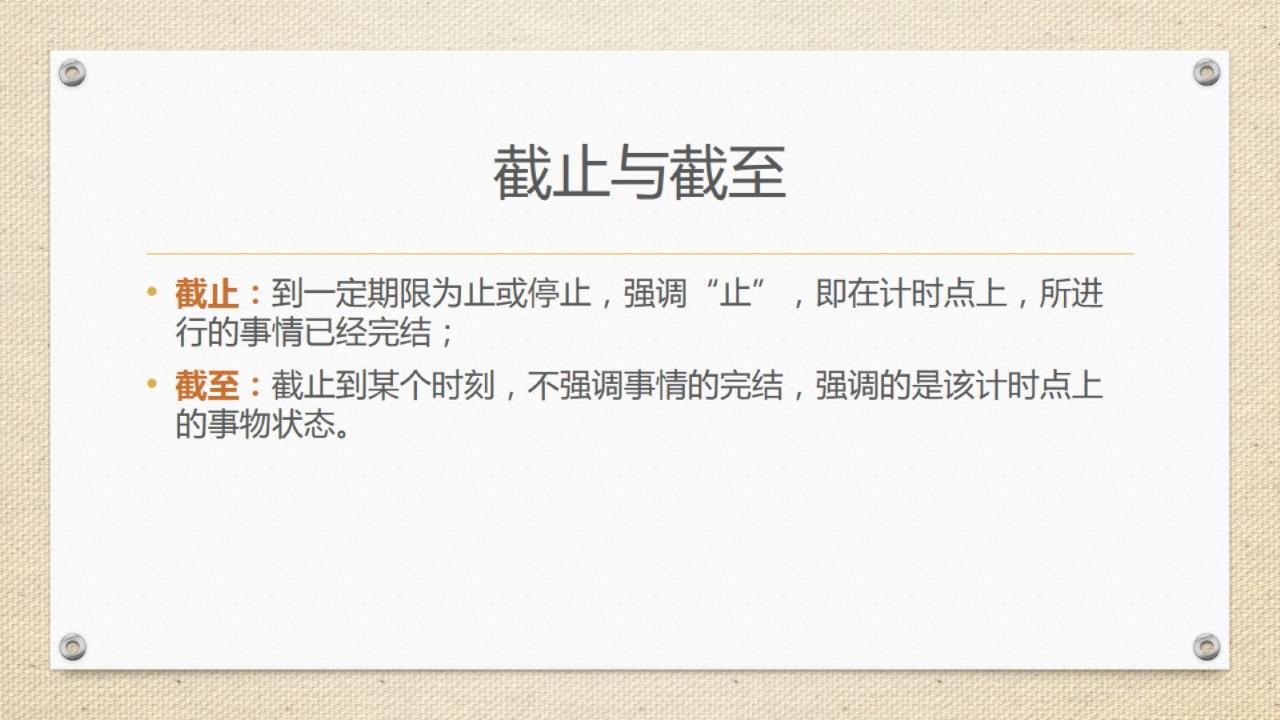 截止与截至
• 截止：到一定期限为止或停止，强调“止”，即在计时点上，所进
行的事情已经完结；
• 截至：截止到某个时刻，不强调事情的完结，强调的是该计时点上
的事物状态。